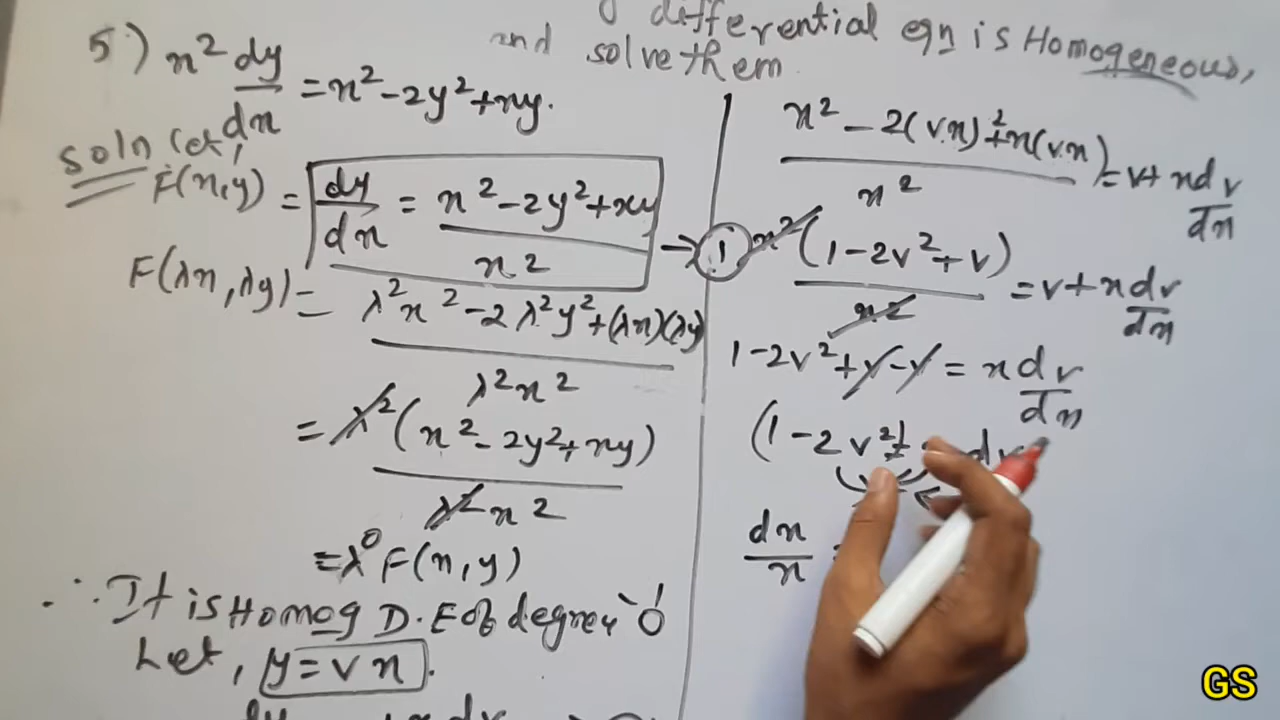 differential eqn is Homogeneous,
and solve them.
5) x² dy/dx = x² - 2y² + xy.
Soln Let,
F(x,y) = dy/dx = (x² - 2y² + xy)/x² → ①
F(λx, λy) = (λ²x² - 2λ²y² + (λx)(λy))/(λ²x²)
= λ²(x² - 2y² + xy)/(λ²x²)
= λ⁰ F(x,y)
∴ It is Homog D.E of degree '0'
Let, y = vx.
(x² - 2(v.x)² + x(v.x))/x² = v + x dv/dx
x²(1 - 2v² + v)/x² = v + x dv/dx
1 - 2v² + v - v = x dv/dx
(1 - 2v²)
dx/x =
GS